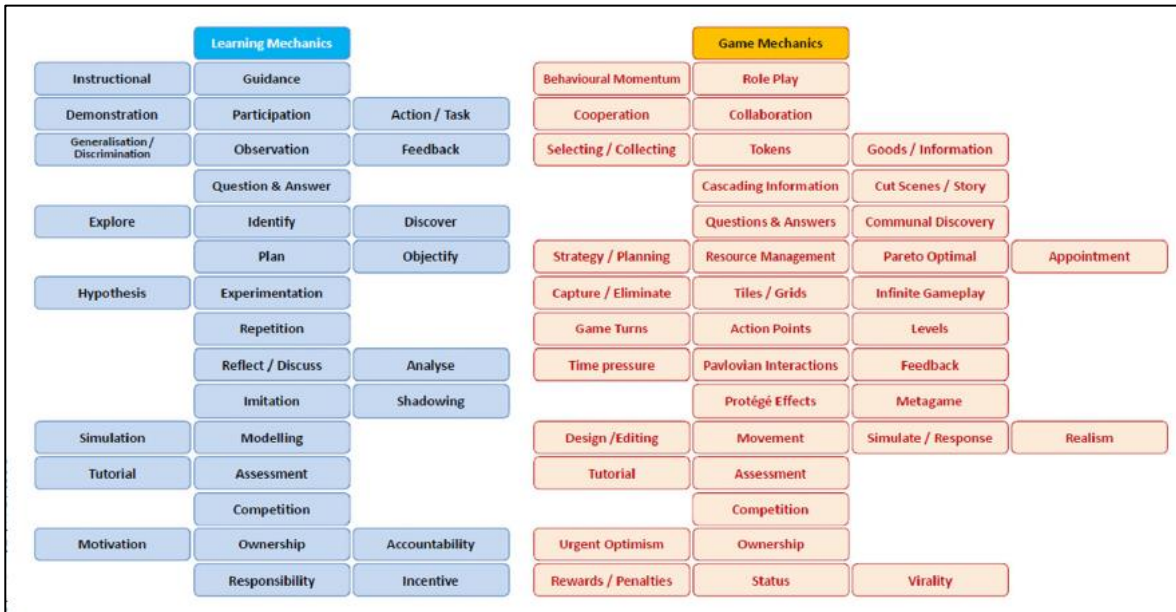 Learning Mechanics
Instructional
Guidance
Demonstration
Participation
Action / Task
Generalisation /
Discrimination
Observation
Feedback
Question & Answer
Explore
Identify
Discover
Plan
Objectify
Hypothesis
Experimentation
Repetition
Reflect / Discuss
Analyse
Imitation
Shadowing
Simulation
Modelling
Tutorial
Assessment
Competition
Motivation
Ownership
Accountability
Responsibility
Incentive
Game Mechanics
Behavioural Momentum
Role Play
Cooperation
Collaboration
Selecting / Collecting
Tokens
Goods / Information
Cascading Information
Cut Scenes / Story
Questions & Answers
Communal Discovery
Strategy / Planning
Resource Management
Pareto Optimal
Appointment
Capture / Eliminate
Tiles / Grids
Infinite Gameplay
Game Turns
Action Points
Levels
Time pressure
Pavlovian Interactions
Feedback
Protégé Effects
Metagame
Design /Editing
Movement
Simulate / Response
Realism
Tutorial
Assessment
Competition
Urgent Optimism
Ownership
Rewards / Penalties
Status
Virality